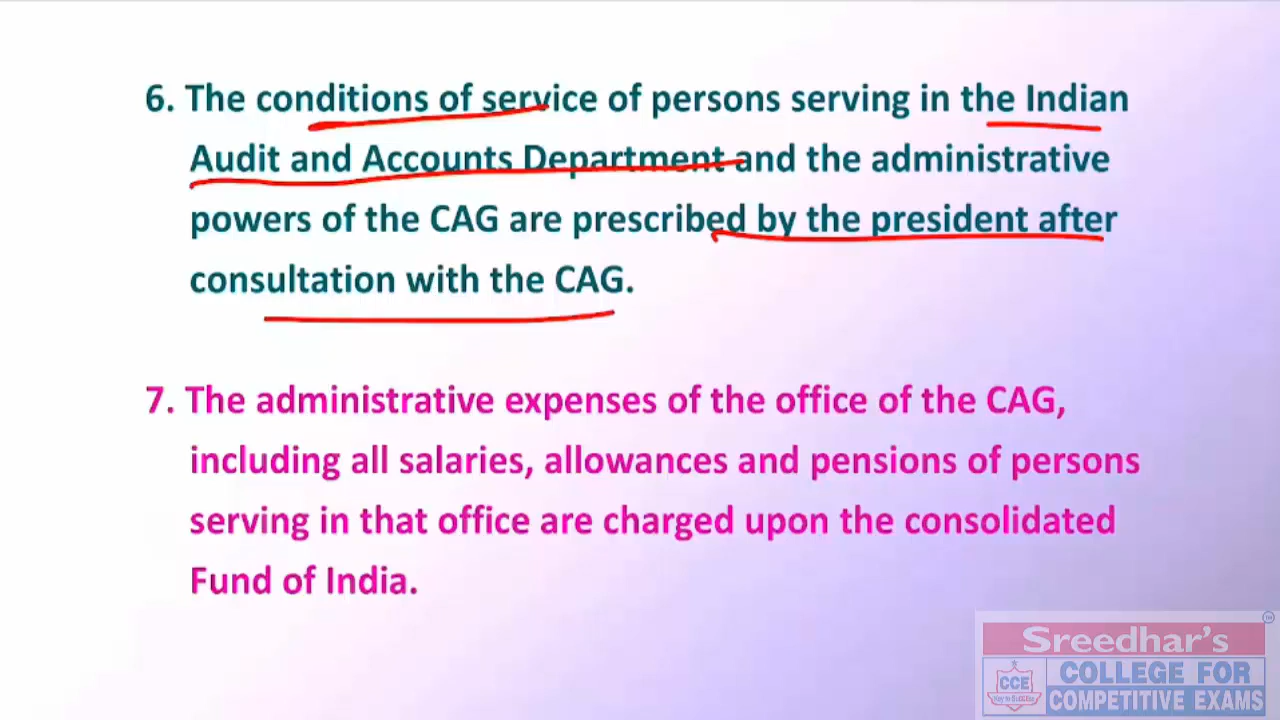 6. The conditions of service of persons serving in the Indian
Audit and Accounts Department and the administrative
powers of the CAG are prescribed by the president after
consultation with the CAG.
7. The administrative expenses of the office of the CAG,
including all salaries, allowances and pensions of persons
serving in that office are charged upon the consolidated
Fund of India.
Sreedhar's
CCE
COLLEGE FOR
COMPETITIVE EXAMS